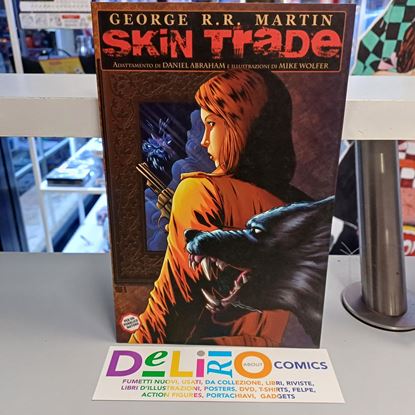 GEORGE R.R. MARTIN
SKIN TRADE
ADATTAMENTO DI DANIEL ABRAHAM E ILLUSTRAZIONI DI MIKE WOLFER
DELIRIO ABOUT COMICS
FUMETTI NUOVI, USATI, DA COLLEZIONE, LIBRI, RIVISTE,
LIBRI D'ILLUSTRAZIONI, POSTERS, DVD, T-SHIRTS, FELPE,
ACTION FIGURES, PORTACHIAVI, GADGETS